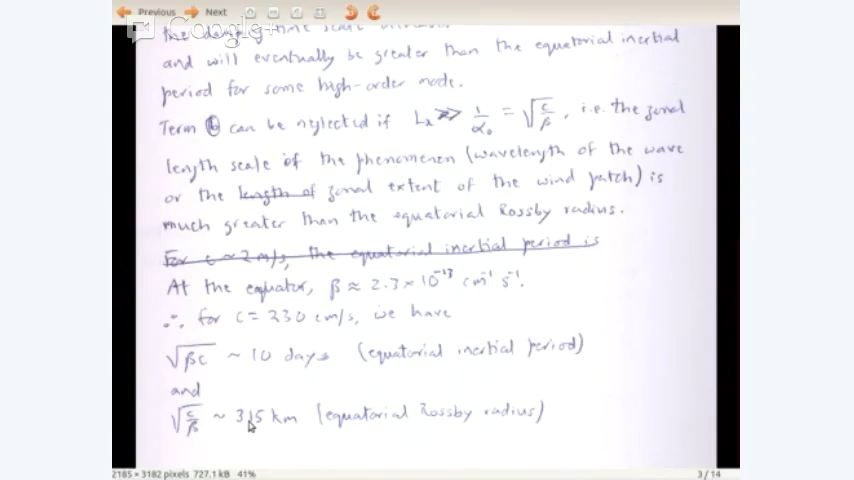 Previous Next
Google+
the damping time scale
and will eventually be greater than the equatorial inertial
period for some high-order mode.
Term b can be neglected if Lx >> 1/α₀ = √(c/β), i.e. the zonal
length scale of the phenomenon (wavelength of the wave
or the length of zonal extent of the wind patch) is
much greater than the equatorial Rossby radius.
For c ~ 2 m/s, the equatorial inertial period is
At the equator, β ≈ 2.3 × 10⁻¹³ cm⁻¹ s⁻¹.
∴ for c = 230 cm/s, we have
√βc ~ 10 days (equatorial inertial period)
and
√(c/β) ~ 315 km (equatorial Rossby radius)
2185 × 3182 pixels 727.1 kB 41% 3 / 14